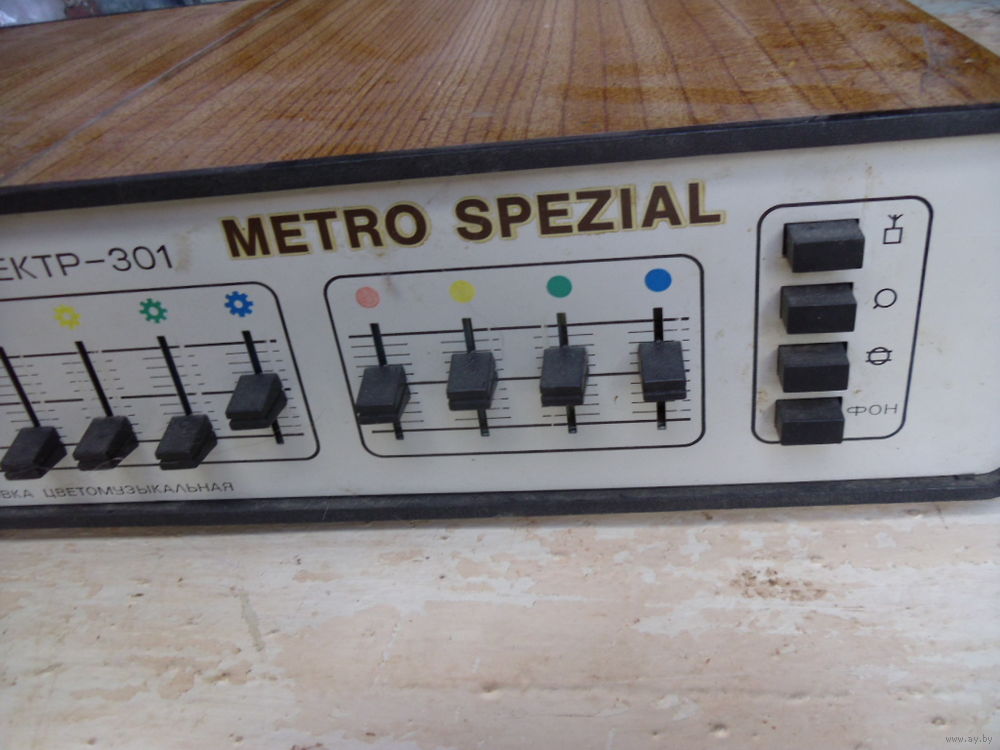 ЕКТР-301
METRO SPEZIAL
ФОН
ВКА ЦВЕТОМУЗЫКАЛЬНАЯ
www.ay.by